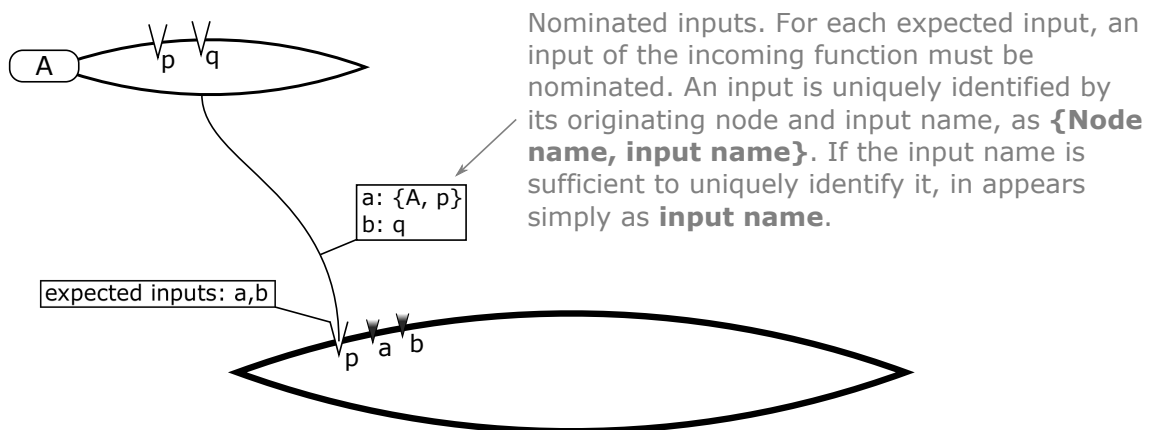 Nominated inputs. For each expected input, an
input of the incoming function must be
nominated. An input is uniquely identified by
its originating node and input name, as {Node
name, input name}. If the input name is
sufficient to uniquely identify it, in appears
simply as input name.
A
p
q
a: {A, p}
b: q
expected inputs: a,b
p
a
b